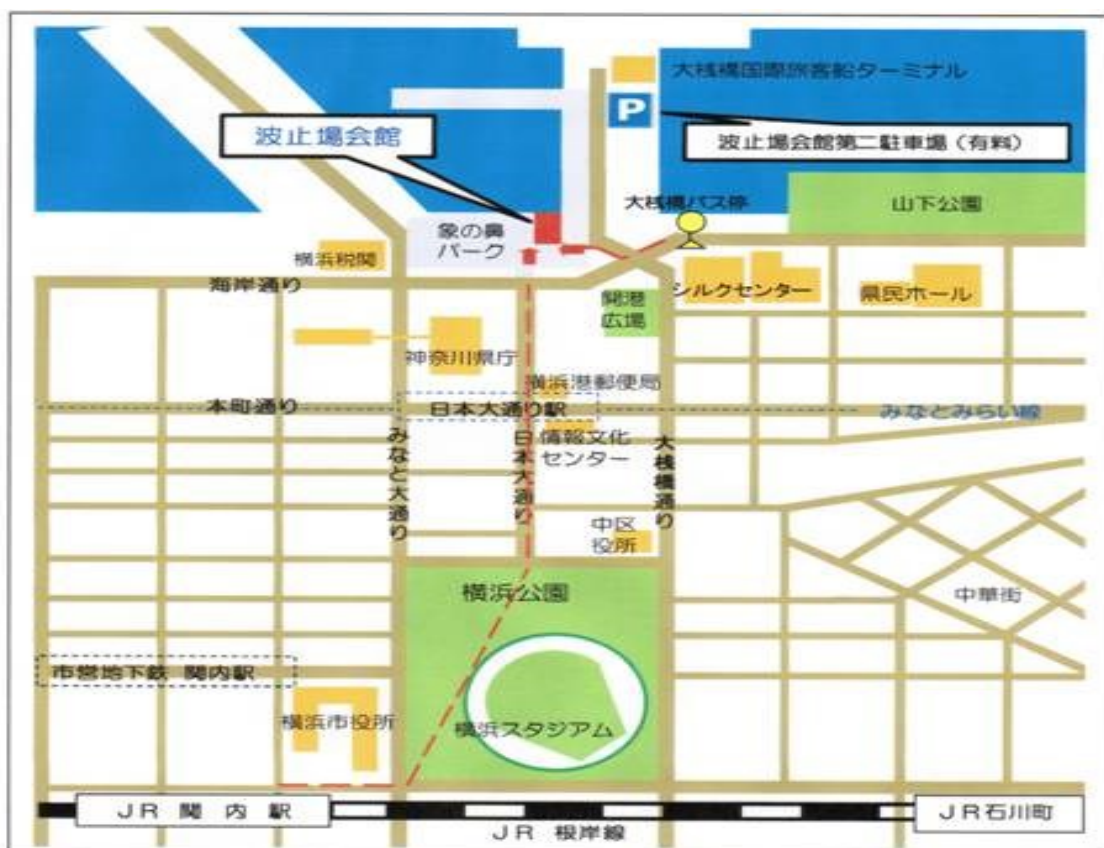 大桟橋国際旅客船ターミナル
P
波止場会館
波止場会館第二駐車場（有料）
大桟橋バス停
山下公園
象の鼻
パーク
横浜税関
海岸通り
シルクセンター
県民ホール
開港
広場
神奈川県庁
横浜港郵便局
本町通り
日本大通り駅
みなとみらい線
みなと大通り
日本大通り
情報文化
センター
大桟橋通り
中区
役所
横浜公園
中華街
市営地下鉄 関内駅
横浜市役所
横浜スタジアム
JR 関内駅
JR石川町
JR 根岸線